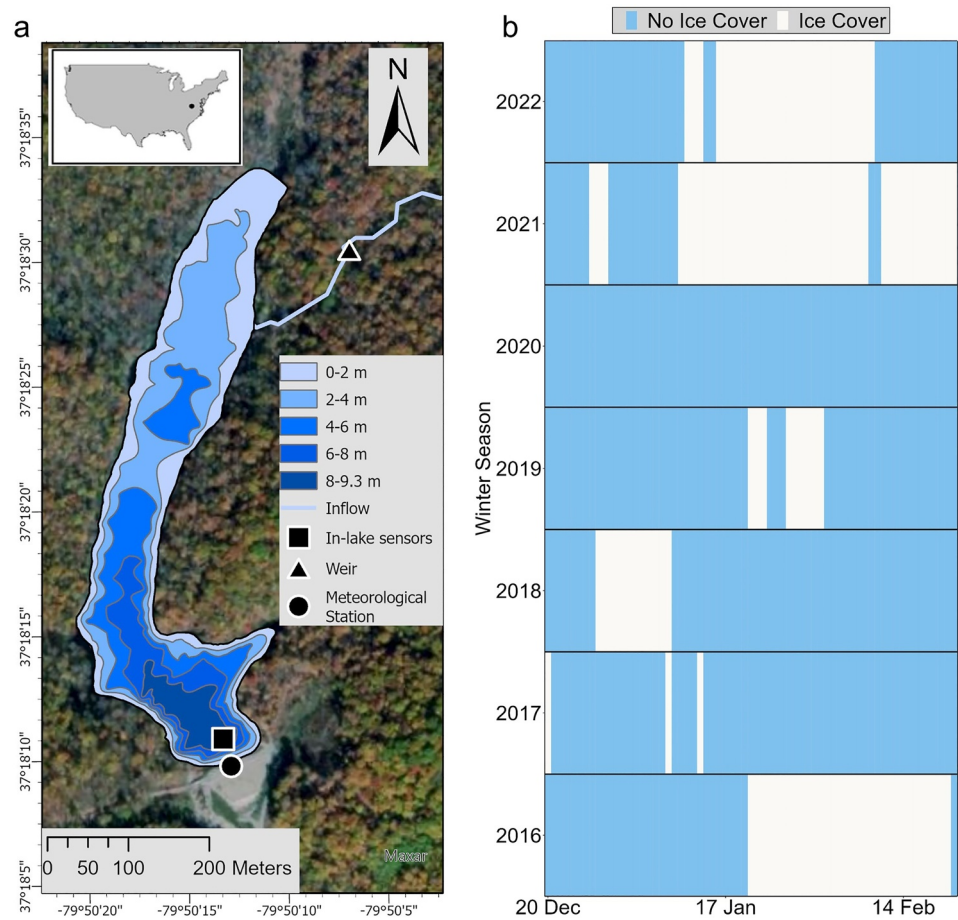 a
N
37°18'35"
37°18'30"
37°18'25"
37°18'20"
37°18'15"
37°18'10"
37°18'5"
0-2 m
2-4 m
4-6 m
6-8 m
8-9.3 m
Inflow
In-lake sensors
Weir
Meteorological
Station
Maxar
0 50 100 200 Meters
-79°50'20" -79°50'15" -79°50'10" -79°50'5"
b
No Ice Cover Ice Cover
Winter Season
2022
2021
2020
2019
2018
2017
2016
20 Dec 17 Jan 14 Feb